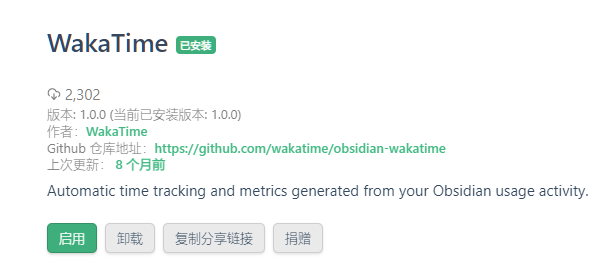 WakaTime 已安装
2,302
版本: 1.0.0 (当前已安装版本: 1.0.0)
作者：WakaTime
Github 仓库地址：https://github.com/wakatime/obsidian-wakatime
上次更新： 8 个月前
Automatic time tracking and metrics generated from your Obsidian usage activity.
启用 卸载 复制分享链接 捐赠